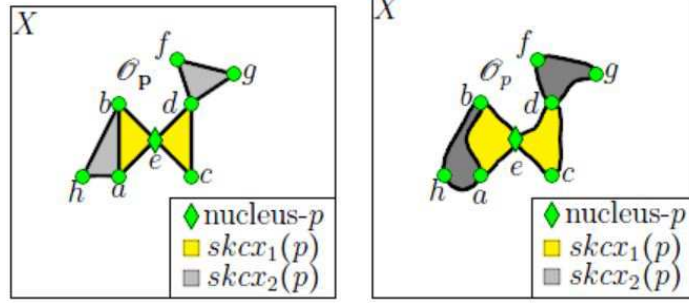 X
f
g
𝒪p
b
d
e
h
a
c
nucleus-p
skcx₁(p)
skcx₂(p)
X
f
g
𝒪p
b
d
e
h
a
c
nucleus-p
skcx₁(p)
skcx₂(p)